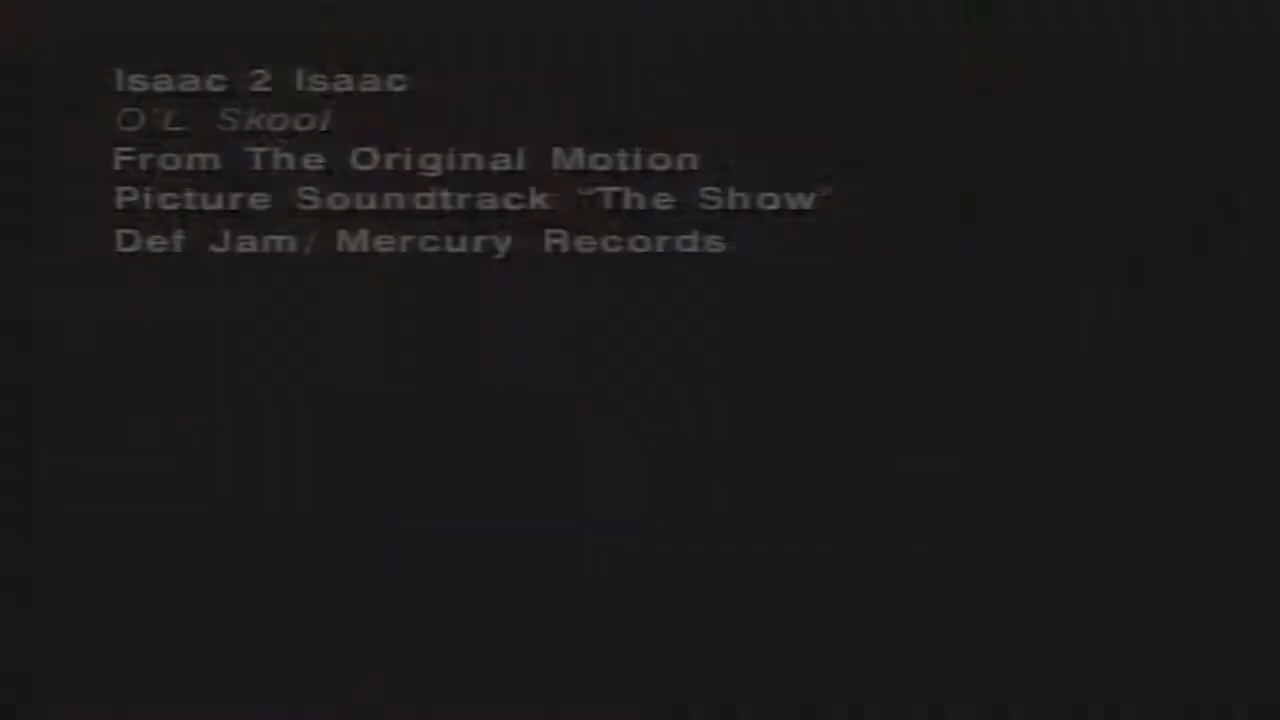 Isaac 2 Isaac
O'L Skool
From The Original Motion
Picture Soundtrack "The Show"
Def Jam/ Mercury Records